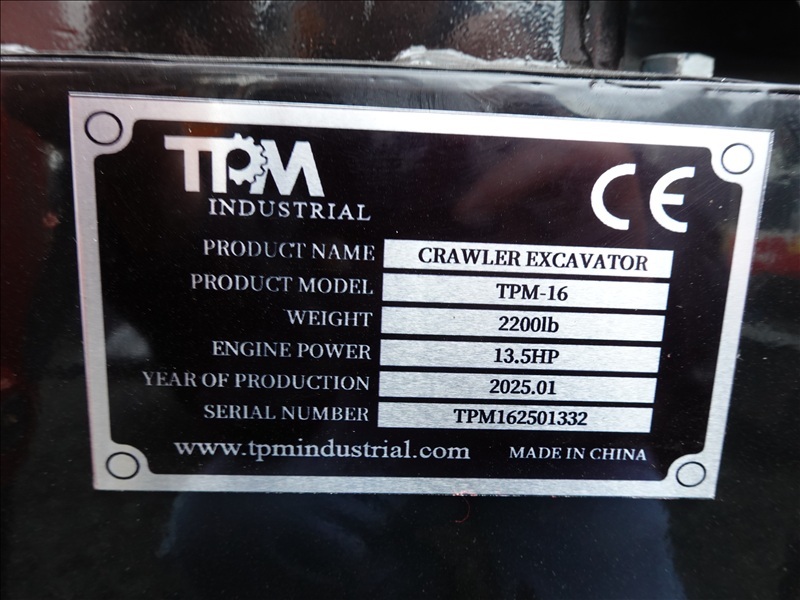 TPM
INDUSTRIAL
CE
PRODUCT NAME CRAWLER EXCAVATOR
PRODUCT MODEL TPM-16
WEIGHT 2200lb
ENGINE POWER 13.5HP
YEAR OF PRODUCTION 2025.01
SERIAL NUMBER TPM162501332
www.tpmindustrial.com MADE IN CHINA